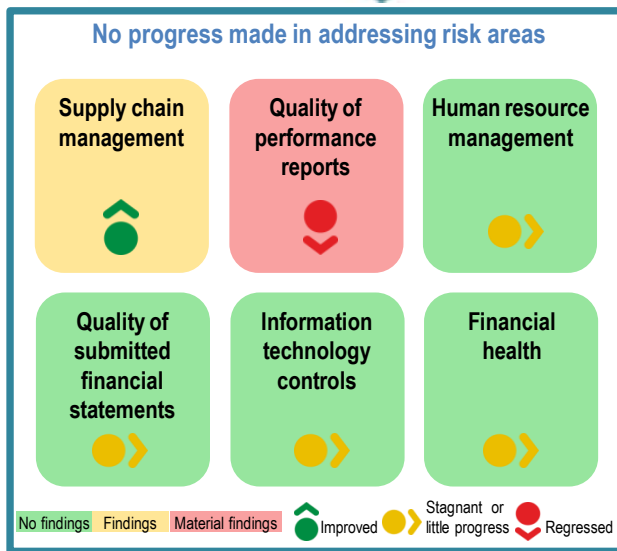 No progress made in addressing risk areas
Supply chain
management
Quality of
performance
reports
Human resource
management
Quality of
submitted
financial
statements
Information
technology
controls
Financial
health
No findings
Findings
Material findings
Improved
Stagnant or
little progress
Regressed